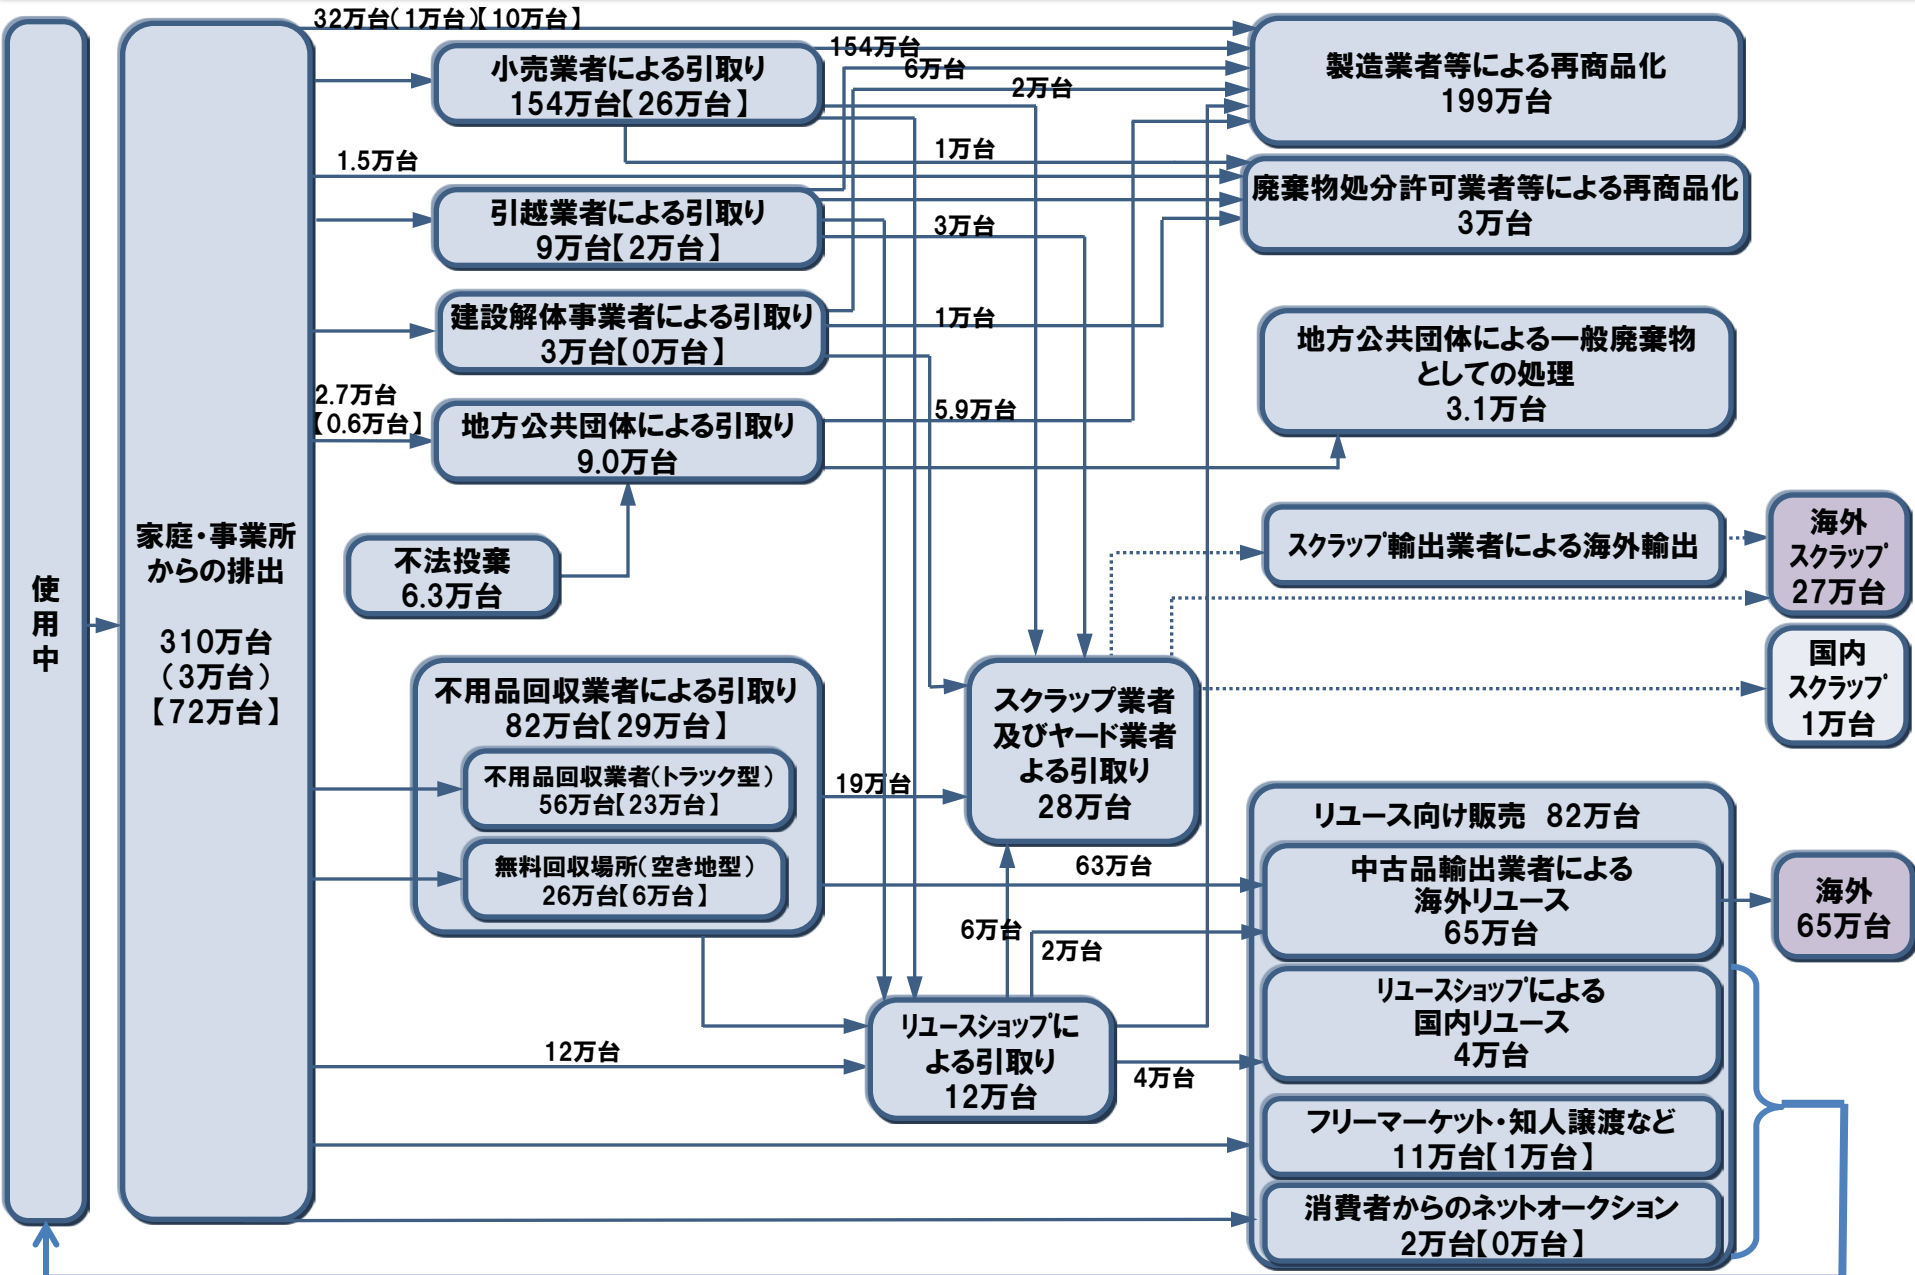 使
用
中
家庭・事業所
からの排出
310万台
（3万台）
【72万台】
32万台（1万台）【10万台】
小売業者による引取り
154万台【26万台】
154万台
6万台
2万台
1万台
1.5万台
引越業者による引取り
9万台【2万台】
3万台
建設解体事業者による引取り
3万台【0万台】
1万台
2.7万台
【0.6万台】
地方公共団体による引取り
9.0万台
5.9万台
不法投棄
6.3万台
不用品回収業者による引取り
82万台【29万台】
不用品回収業者（トラック型）
56万台【23万台】
無料回収場所（空き地型）
26万台【6万台】
19万台
63万台
12万台
スクラップ業者
及びヤード業者
よる引取り
28万台
6万台
2万台
リユースショップに
よる引取り
12万台
4万台
製造業者等による再商品化
199万台
廃棄物処分許可業者等による再商品化
3万台
地方公共団体による一般廃棄物
としての処理
3.1万台
スクラップ輸出業者による海外輸出
海外
スクラップ
27万台
国内
スクラップ
1万台
リユース向け販売　82万台
中古品輸出業者による
海外リユース
65万台
海外
65万台
リユースショップによる
国内リユース
4万台
フリーマーケット・知人譲渡など
11万台【1万台】
消費者からのネットオークション
2万台【0万台】